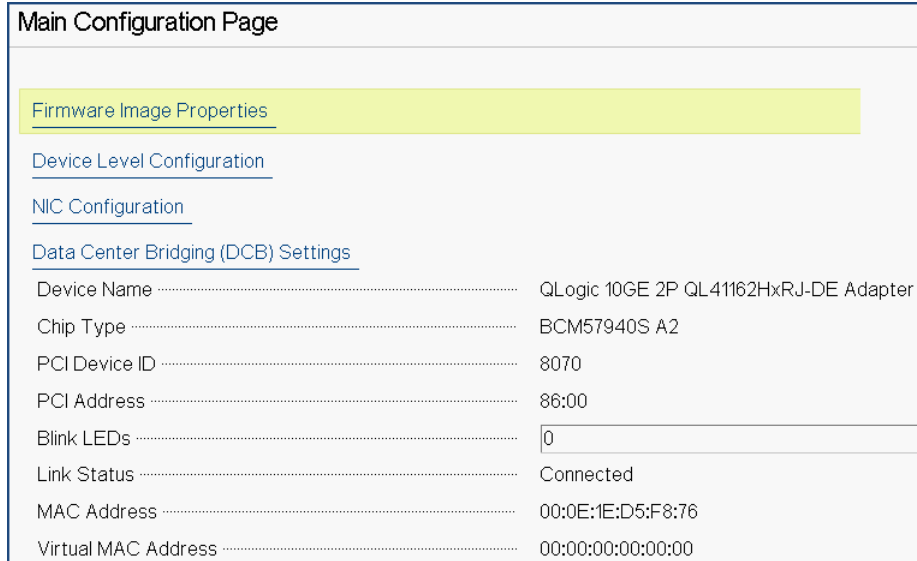 Main Configuration Page
Firmware Image Properties
Device Level Configuration
NIC Configuration
Data Center Bridging (DCB) Settings
Device Name QLogic 10GE 2P QL41162HxRJ-DE Adapter
Chip Type BCM57940S A2
PCI Device ID 8070
PCI Address 86:00
Blink LEDs 0
Link Status Connected
MAC Address 00:0E:1E:D5:F8:76
Virtual MAC Address 00:00:00:00:00:00